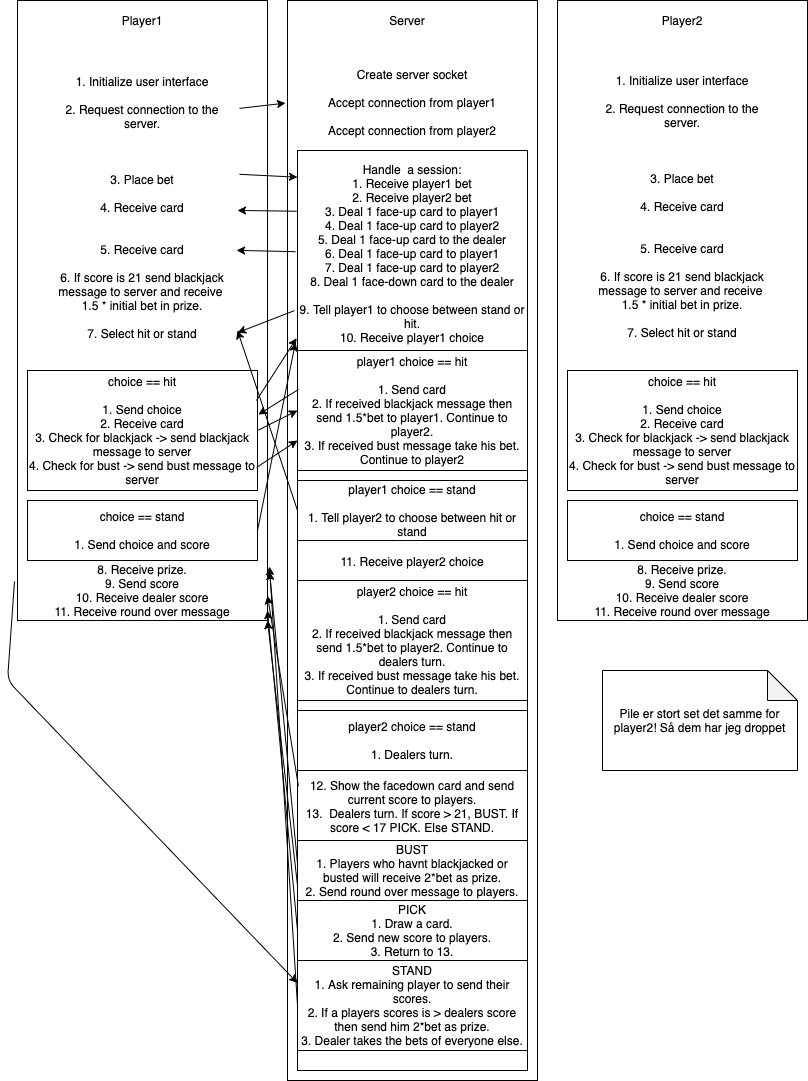 Player1
1. Initialize user interface
2. Request connection to the
server.
3. Place bet
4. Receive card
5. Receive card
6. If score is 21 send blackjack
message to server and receive
1.5 * initial bet in prize.
7. Select hit or stand
choice == hit
1. Send choice
2. Receive card
3. Check for blackjack -> send blackjack
message to server
4. Check for bust -> send bust message to
server
choice == stand
1. Send choice and score
8. Receive prize.
9. Send score
10. Receive dealer score
11. Receive round over message
Server
Create server socket
Accept connection from player1
Accept connection from player2
Handle a session:
1. Receive player1 bet
2. Receive player2 bet
3. Deal 1 face-up card to player1
4. Deal 1 face-up card to player2
5. Deal 1 face-up card to the dealer
6. Deal 1 face-up card to player1
7. Deal 1 face-up card to player2
8. Deal 1 face-down card to the dealer
9. Tell player1 to choose between stand or
hit.
10. Receive player1 choice
player1 choice == hit
1. Send card
2. If received blackjack message then
send 1.5*bet to player1. Continue to
player2.
3. If received bust message take his bet.
Continue to player2
player1 choice == stand
1. Tell player2 to choose between hit or
stand
11. Receive player2 choice
player2 choice == hit
1. Send card
2. If received blackjack message then
send 1.5*bet to player2. Continue to
dealers turn.
3. If received bust message take his bet.
Continue to dealers turn.
player2 choice == stand
1. Dealers turn.
12. Show the facedown card and send
current score to players.
13. Dealers turn. If score > 21, BUST. If
score < 17 PICK. Else STAND.
BUST
1. Players who havnt blackjacked or
busted will receive 2*bet as prize.
2. Send round over message to players.
PICK
1. Draw a card.
2. Send new score to players.
3. Return to 13.
STAND
1. Ask remaining player to send their
scores.
2. If a players scores is > dealers score
then send him 2*bet as prize.
3. Dealer takes the bets of everyone else.
Player2
1. Initialize user interface
2. Request connection to the
server.
3. Place bet
4. Receive card
5. Receive card
6. If score is 21 send blackjack
message to server and receive
1.5 * initial bet in prize.
7. Select hit or stand
choice == hit
1. Send choice
2. Receive card
3. Check for blackjack -> send blackjack
message to server
4. Check for bust -> send bust message to
server
choice == stand
1. Send choice and score
8. Receive prize.
9. Send score
10. Receive dealer score
11. Receive round over message
Pile er stort set det samme for
player2! Så dem har jeg droppet